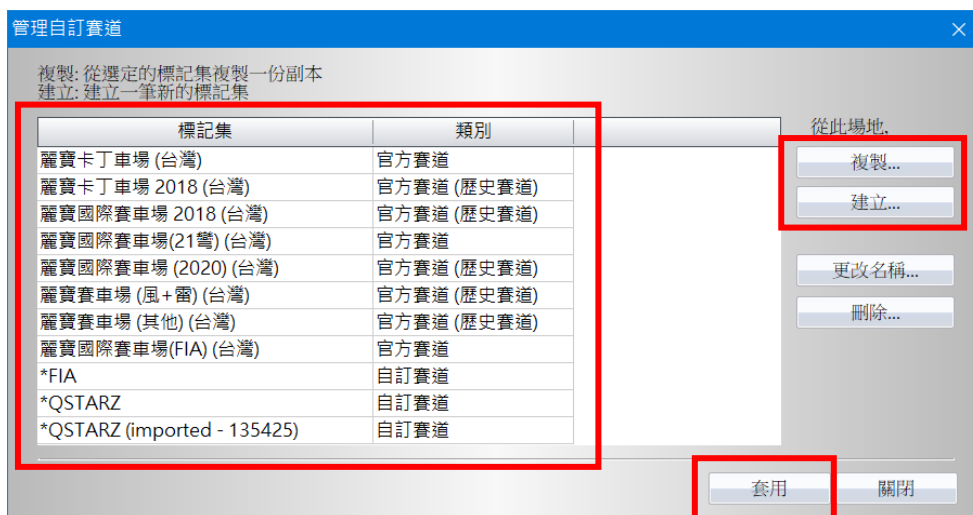 管理自訂賽道
複製: 從選定的標記集複製一份副本
建立: 建立一筆新的標記集
標記集 類別
麗寶卡丁車場 (台灣) 官方賽道
麗寶卡丁車場 2018 (台灣) 官方賽道 (歷史賽道)
麗寶國際賽車場 2018 (台灣) 官方賽道 (歷史賽道)
麗寶國際賽車場(21彎) (台灣) 官方賽道
麗寶國際賽車場 (2020) (台灣) 官方賽道 (歷史賽道)
麗寶賽車場 (風+雷) (台灣) 官方賽道 (歷史賽道)
麗寶賽車場 (其他) (台灣) 官方賽道 (歷史賽道)
麗寶國際賽車場(FIA) (台灣) 官方賽道
*FIA 自訂賽道
*QSTARZ 自訂賽道
*QSTARZ (imported - 135425) 自訂賽道
從此場地,
複製...
建立...
更改名稱...
刪除...
套用 關閉